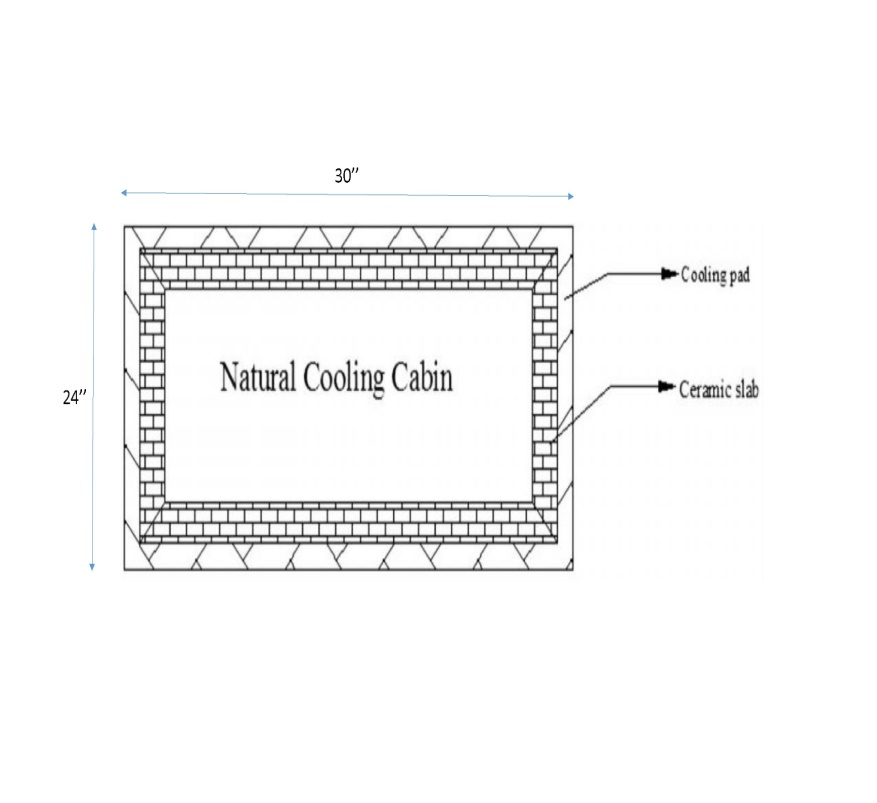 30’’
Cooling pad
Natural Cooling Cabin
24’’
Ceramic slab